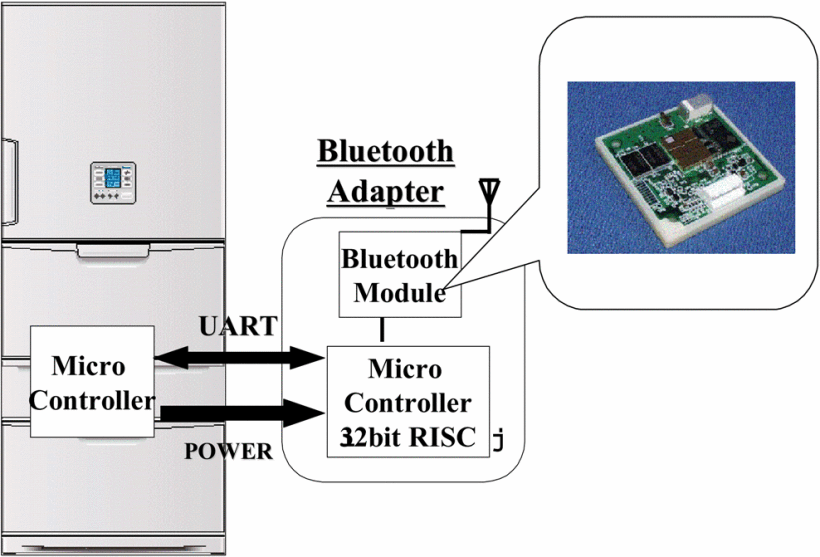 Bluetooth
Adapter
Bluetooth
Module
UART
Micro
Controller
POWER
Micro
Controller
32bit RISC j